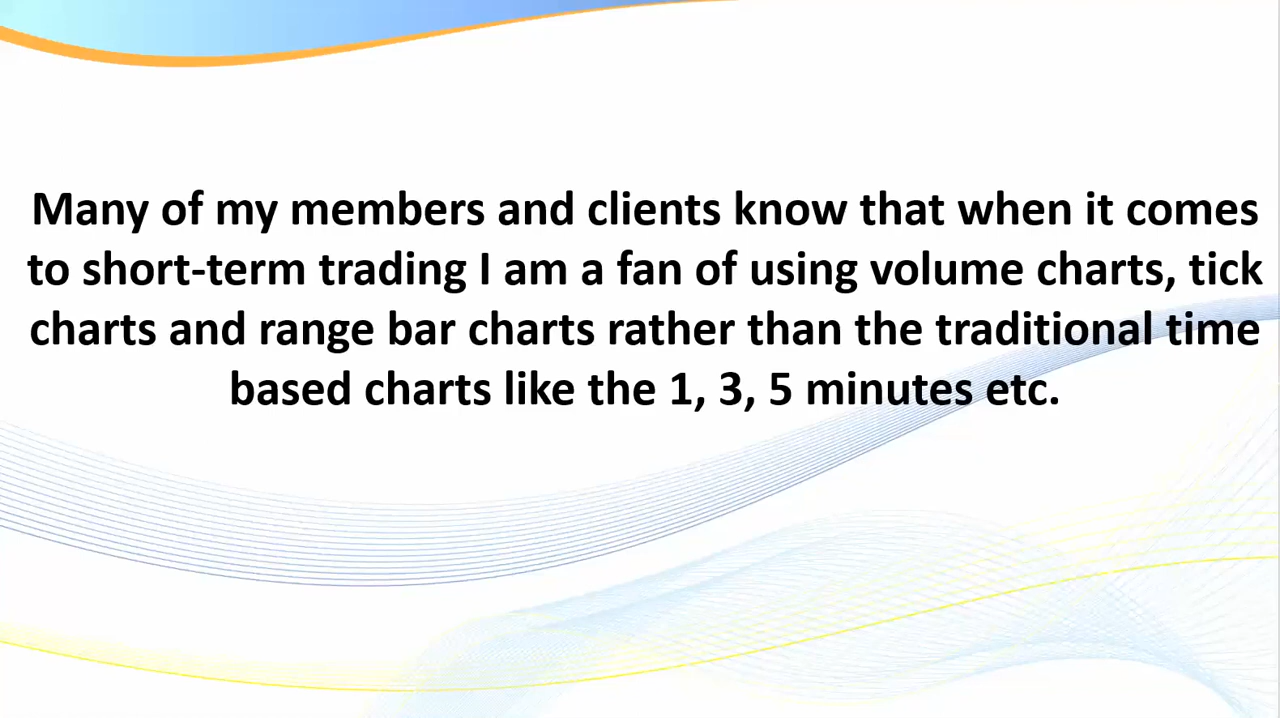 Many of my members and clients know that when it comes
to short-term trading I am a fan of using volume charts, tick
charts and range bar charts rather than the traditional time
based charts like the 1, 3, 5 minutes etc.